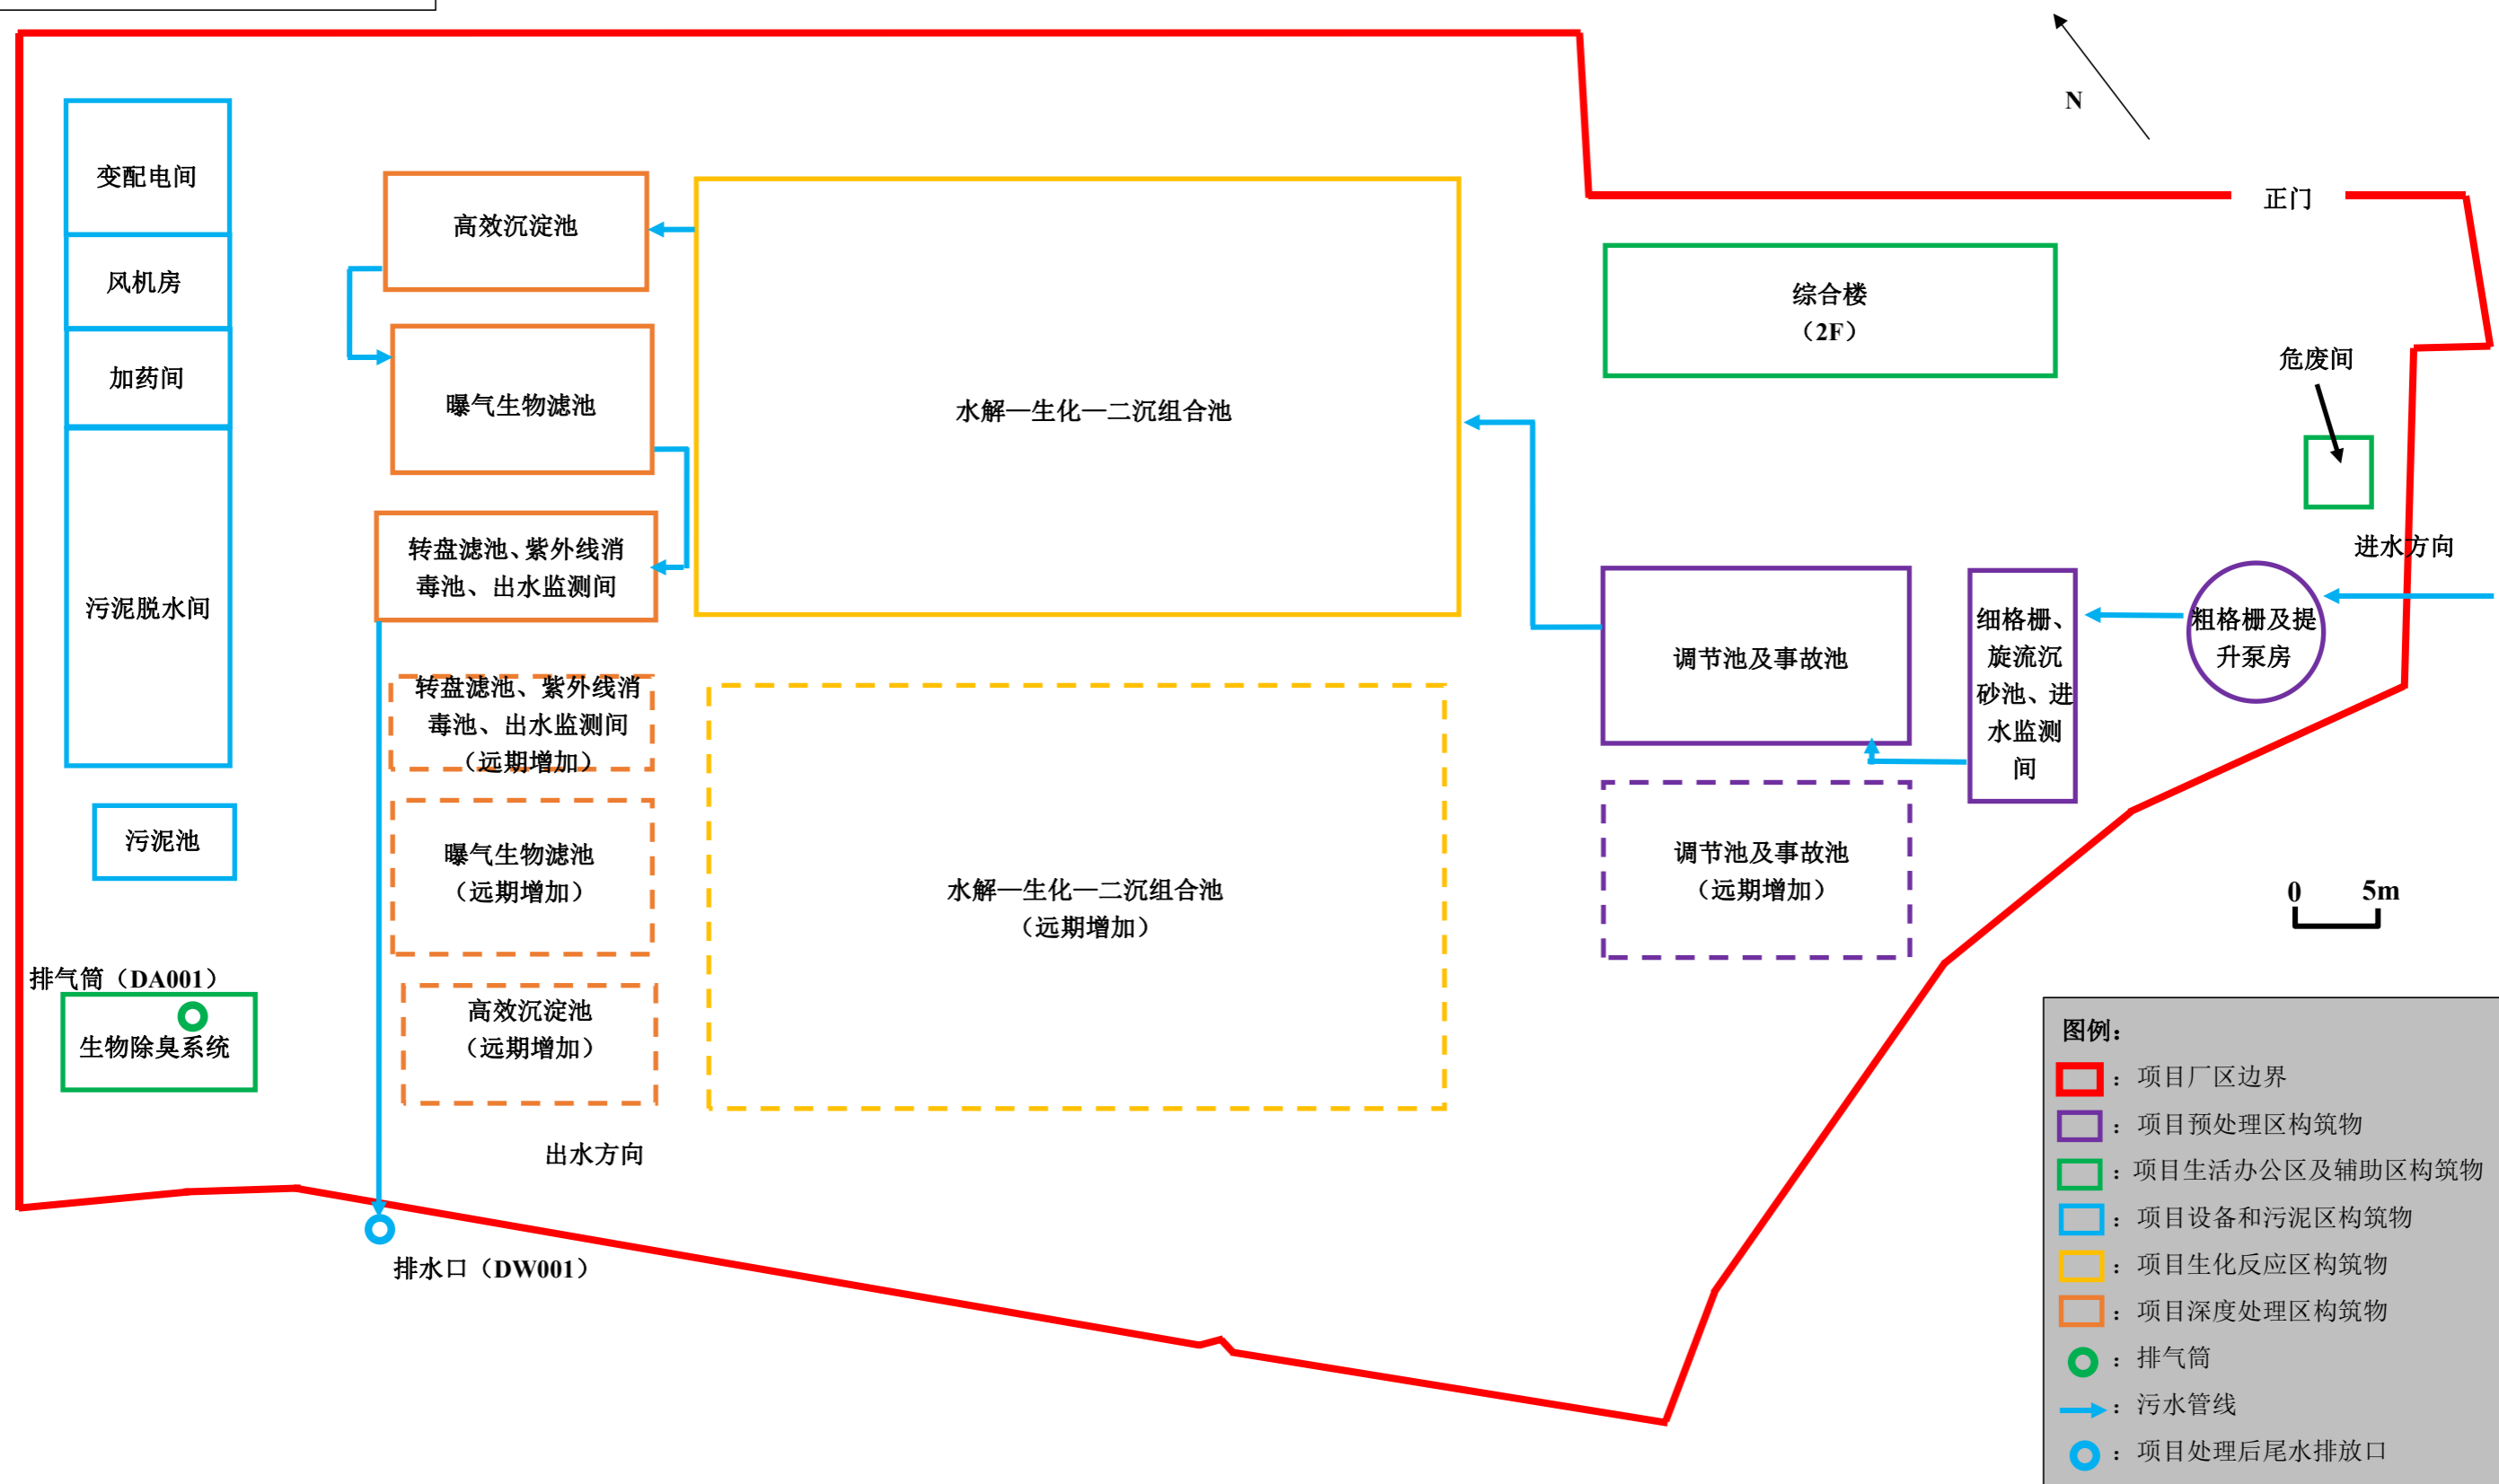 N
正门
变配电间
高效沉淀池
风机房
综合楼
（2F）
危废间
加药间
曝气生物滤池
水解—生化—二沉组合池
进水方向
转盘滤池、紫外线消
毒池、出水监测间
污泥脱水间
调节池及事故池
细格栅、
旋流沉
砂池、进
水监测
间
粗格栅及提
升泵房
转盘滤池、紫外线消
毒池、出水监测间
（远期增加）
污泥池
曝气生物滤池
（远期增加）
水解—生化—二沉组合池
（远期增加）
调节池及事故池
（远期增加）
0 5m
排气筒（DA001）
生物除臭系统
高效沉淀池
（远期增加）
出水方向
排水口（DW001）
图例：
：项目厂区边界
：项目预处理区构筑物
：项目生活办公区及辅助区构筑物
：项目设备和污泥区构筑物
：项目生化反应区构筑物
：项目深度处理区构筑物
：排气筒
：污水管线
：项目处理后尾水排放口